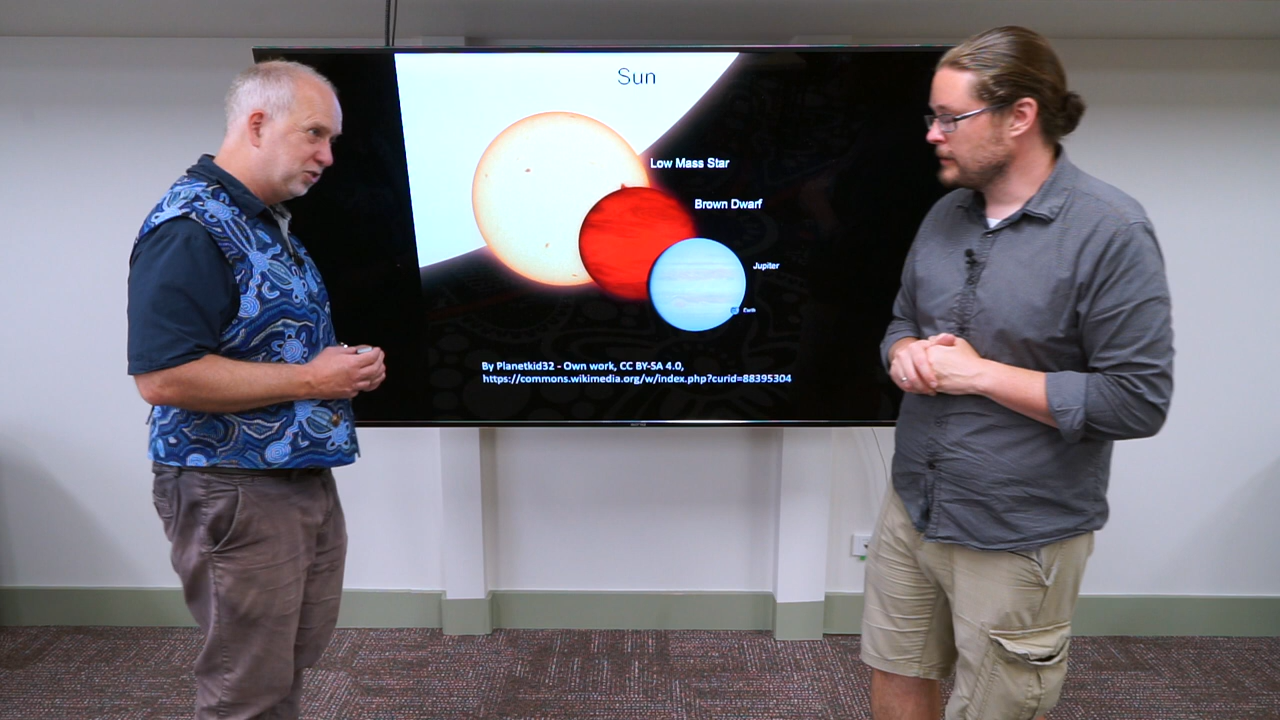 Sun
Low Mass Star
Brown Dwarf
Jupiter
Earth
By Planetkid32 - Own work, CC BY-SA 4.0,
https://commons.wikimedia.org/w/index.php?curid=88395304